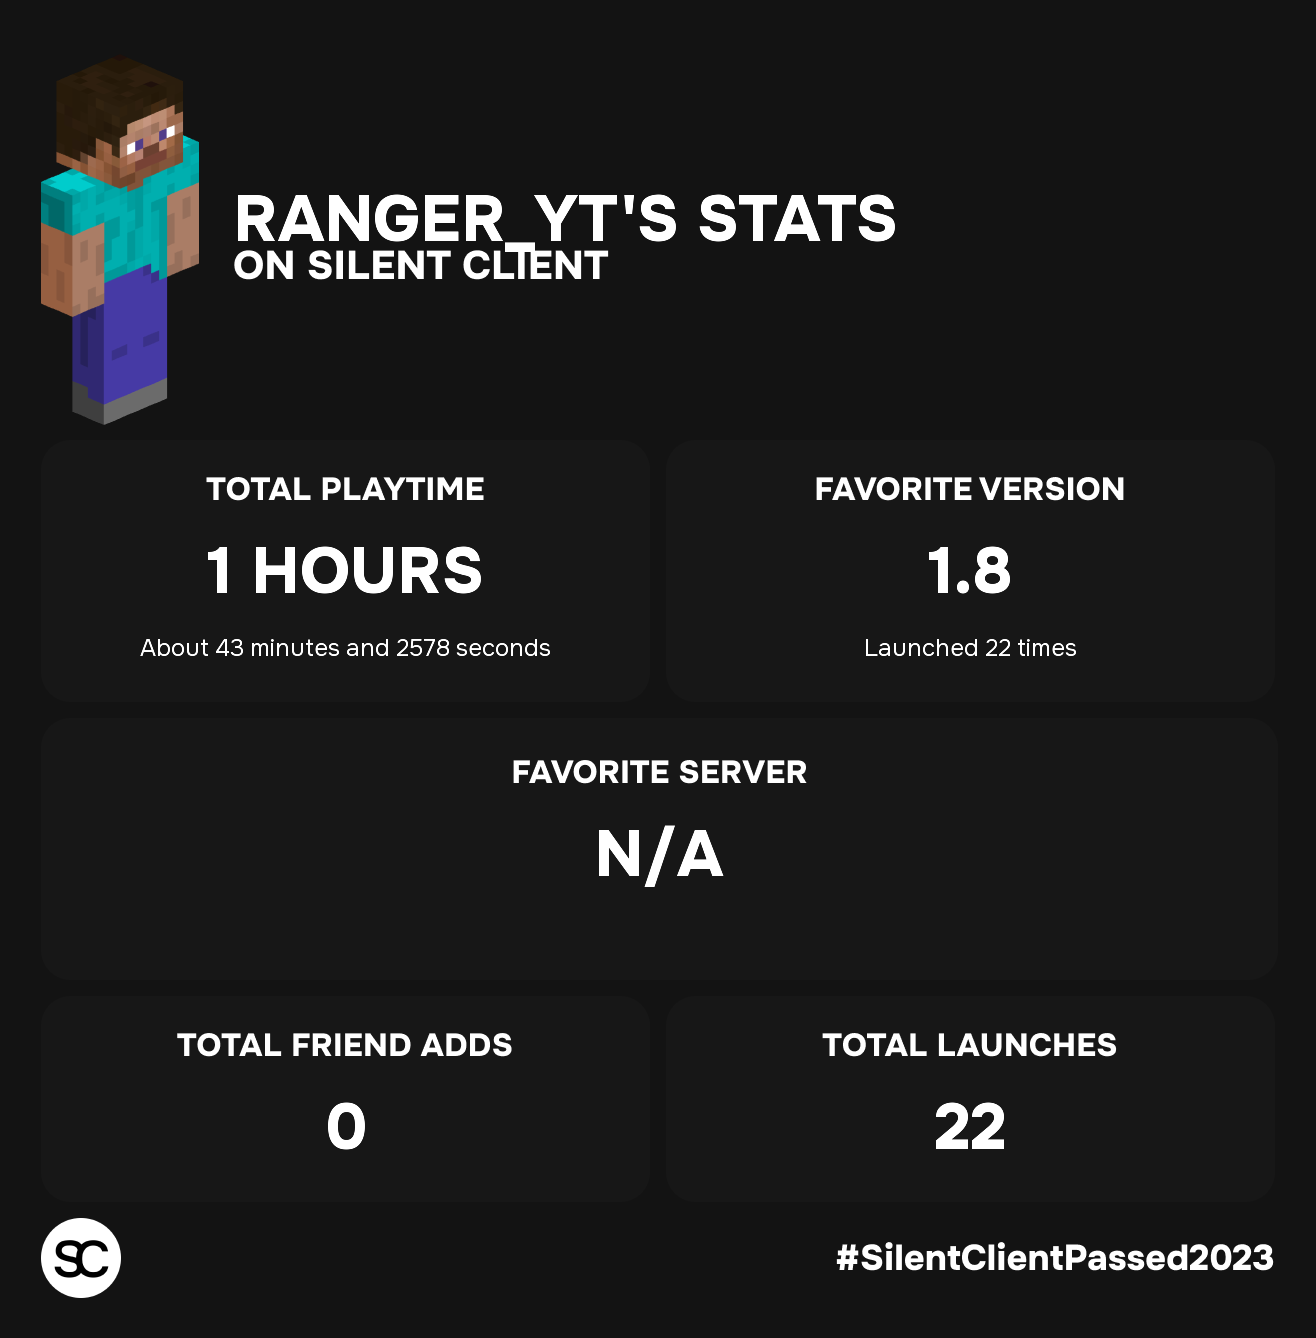 RANGER_YT'S STATS
ON SILENT CLIENT
TOTAL PLAYTIME
1 HOURS
About 43 minutes and 2578 seconds
FAVORITE VERSION
1.8
Launched 22 times
FAVORITE SERVER
N/A
TOTAL FRIEND ADDS
0
TOTAL LAUNCHES
22
SC
#SilentClientPassed2023